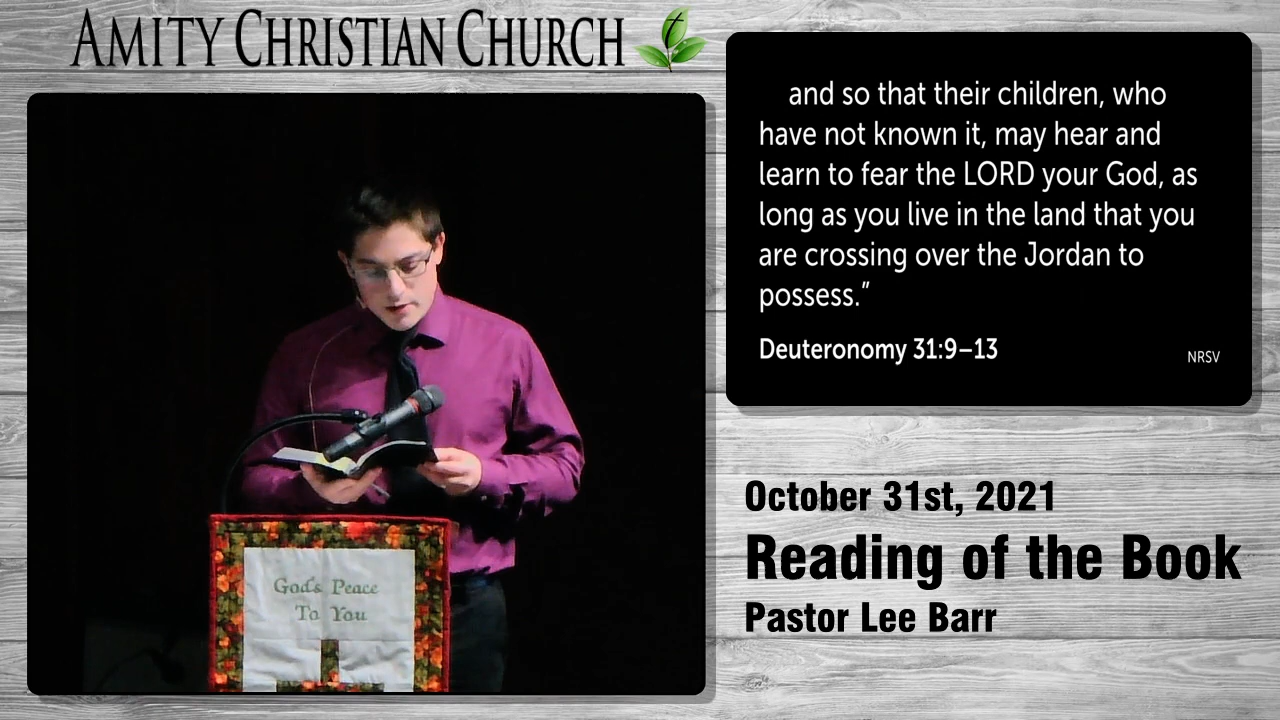 AMITY CHRISTIAN CHURCH
and so that their children, who
have not known it, may hear and
learn to fear the LORD your God, as
long as you live in the land that you
are crossing over the Jordan to
possess.”
Deuteronomy 31:9–13
NRSV
God's Peace
To You
October 31st, 2021
Reading of the Book
Pastor Lee Barr